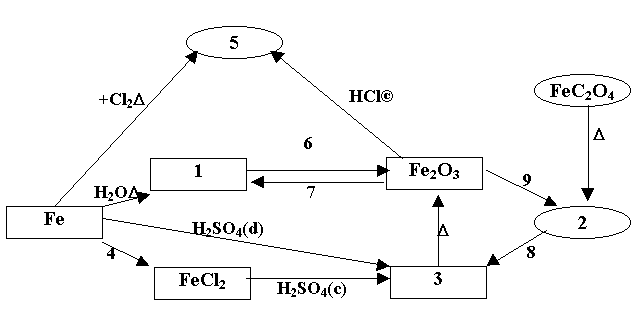 5
+Cl₂Δ
HCl©
FeC₂O₄
6
Δ
1
Fe₂O₃
7
9
H₂OΔ
Fe
H₂SO₄(d)
2
4
Δ
8
FeCl₂
H₂SO₄(c)
3